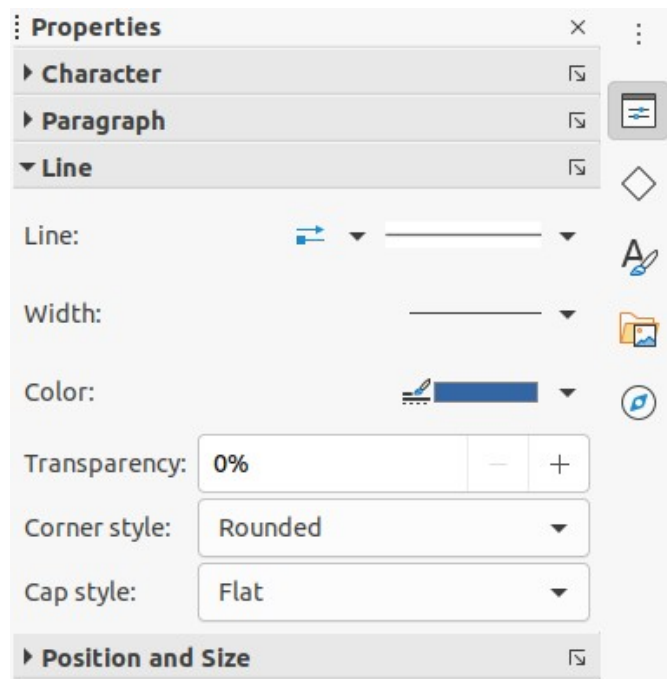 Properties
Character
Paragraph
Line
Line:
Width:
Color:
Transparency: 0%
Corner style: Rounded
Cap style: Flat
Position and Size